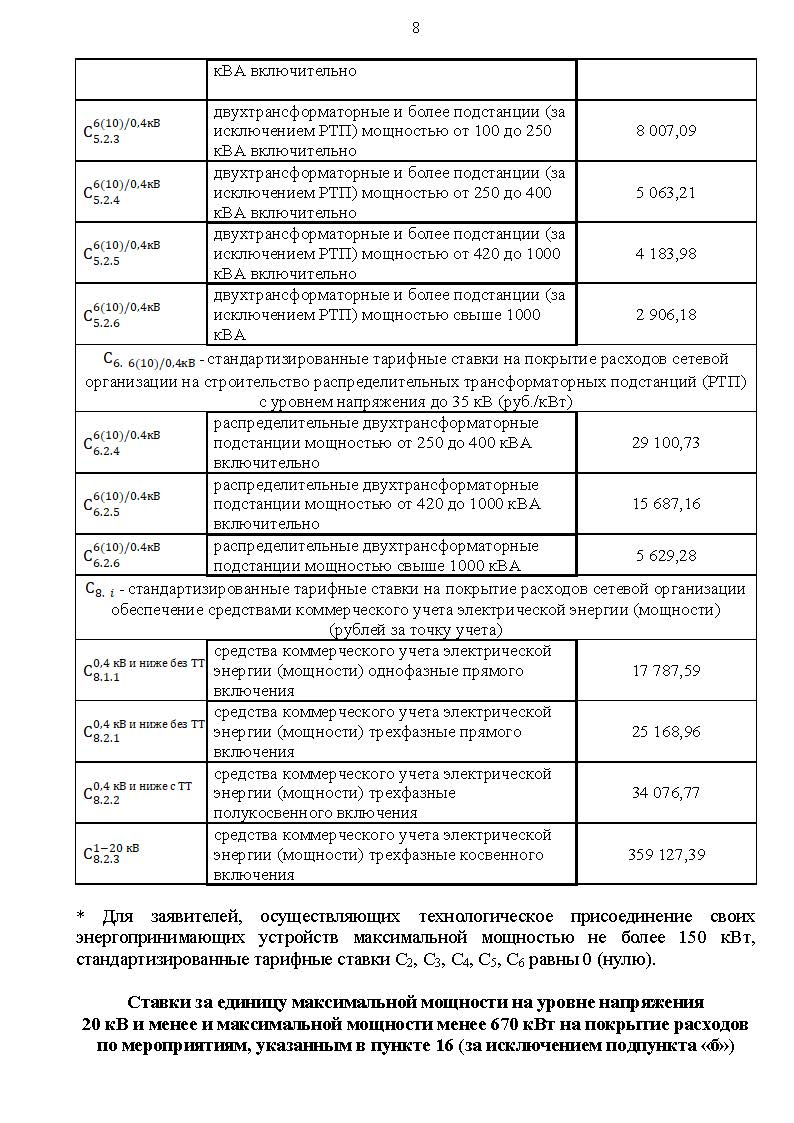 8
кВА включительно
С 6(10)/0,4кВ 5.2.3
двухтрансформаторные и более подстанции (за
исключением РТП) мощностью от 100 до 250
кВА включительно
8 007,09
С 6(10)/0,4кВ 5.2.4
двухтрансформаторные и более подстанции (за
исключением РТП) мощностью от 250 до 400
кВА включительно
5 063,21
С 6(10)/0,4кВ 5.2.5
двухтрансформаторные и более подстанции (за
исключением РТП) мощностью от 420 до 1000
кВА включительно
4 183,98
С 6(10)/0,4кВ 5.2.6
двухтрансформаторные и более подстанции (за
исключением РТП) мощностью свыше 1000
кВА
2 906,18
С6. 6(10)/0,4кВ - стандартизированные тарифные ставки на покрытие расходов сетевой
организации на строительство распределительных трансформаторных подстанций (РТП)
с уровнем напряжения до 35 кВ (руб./кВт)
С 6(10)/0.4кВ 6.2.4
распределительные двухтрансформаторные
подстанции мощностью от 250 до 400 кВА
включительно
29 100,73
С 6(10)/0.4кВ 6.2.5
распределительные двухтрансформаторные
подстанции мощностью от 420 до 1000 кВА
включительно
15 687,16
С 6(10)/0.4кВ 6.2.6
распределительные двухтрансформаторные
подстанции мощностью свыше 1000 кВА
5 629,28
С8. i - стандартизированные тарифные ставки на покрытие расходов сетевой организации
обеспечение средствами коммерческого учета электрической энергии (мощности)
(рублей за точку учета)
С 0,4 кВ и ниже без ТТ 8.1.1
средства коммерческого учета электрической
энергии (мощности) однофазные прямого
включения
17 787,59
С 0,4 кВ и ниже без ТТ 8.2.1
средства коммерческого учета электрической
энергии (мощности) трехфазные прямого
включения
25 168,96
С 0,4 кВ и ниже с ТТ 8.2.2
средства коммерческого учета электрической
энергии (мощности) трехфазные
полукосвенного включения
34 076,77
С 1−20 кВ 8.2.3
средства коммерческого учета электрической
энергии (мощности) трехфазные косвенного
включения
359 127,39
* Для заявителей, осуществляющих технологическое присоединение своих
энергопринимающих устройств максимальной мощностью не более 150 кВт,
стандартизированные тарифные ставки С2, С3, С4, С5, С6 равны 0 (нулю).
Ставки за единицу максимальной мощности на уровне напряжения
20 кВ и менее и максимальной мощности менее 670 кВт на покрытие расходов
по мероприятиям, указанным в пункте 16 (за исключением подпункта «б»)